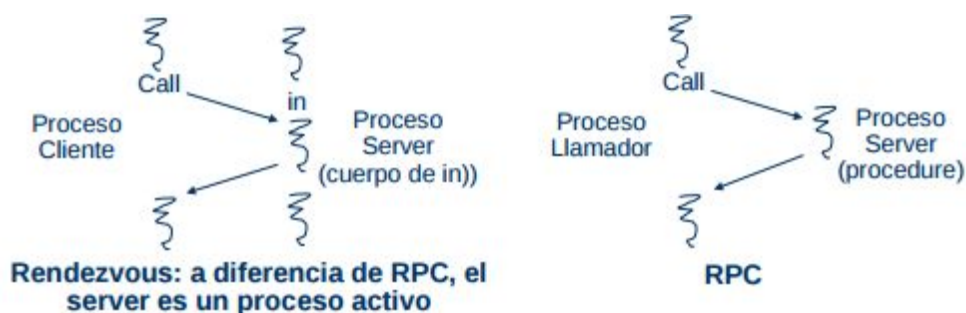 Call
in
Proceso
Cliente
Proceso
Server
(cuerpo de in))
Rendezvous: a diferencia de RPC, el
server es un proceso activo
Call
Proceso
Llamador
Proceso
Server
(procedure)
RPC